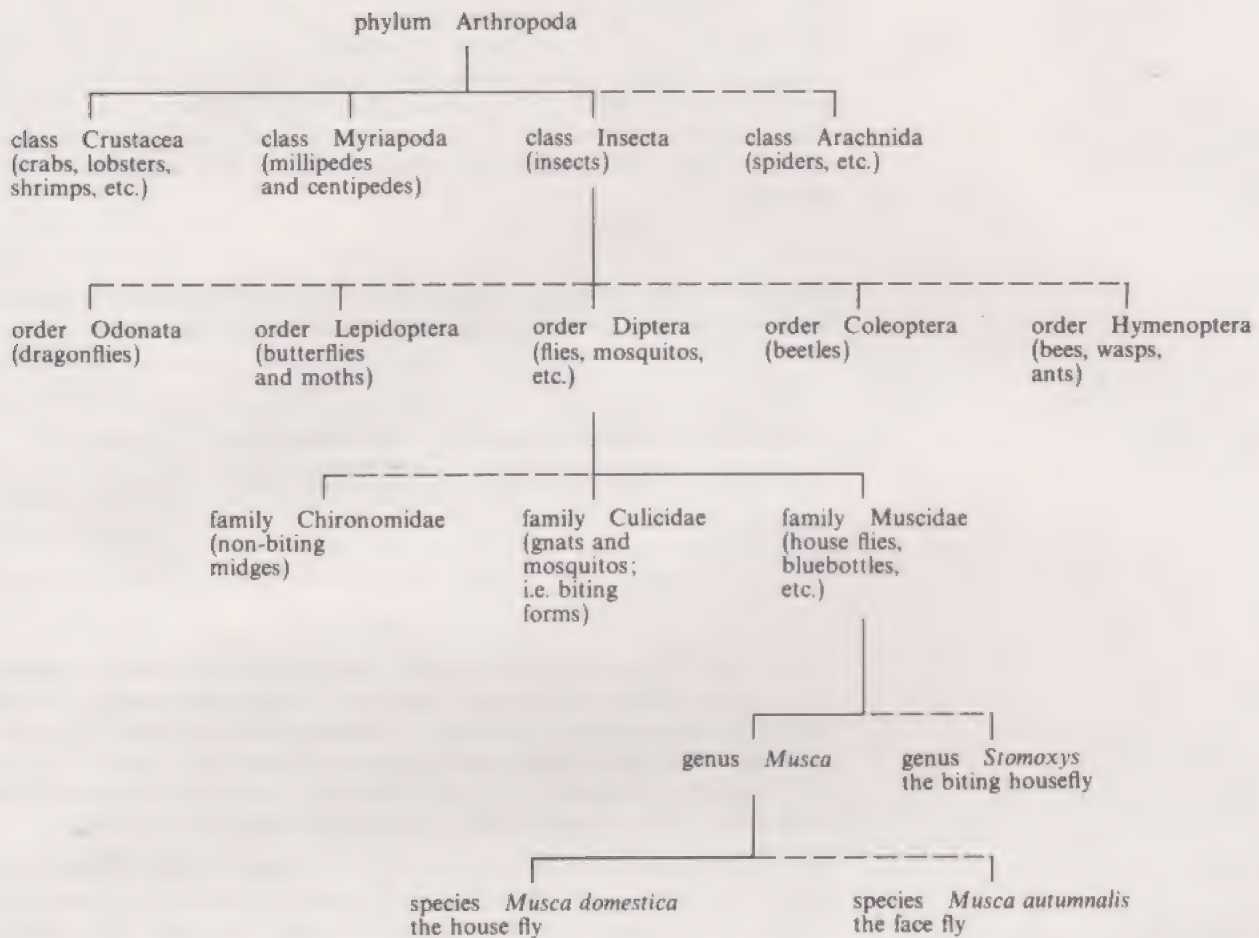 phylum Arthropoda
class Crustacea
(crabs, lobsters,
shrimps, etc.)
class Myriapoda
(millipedes
and centipedes)
class Insecta
(insects)
class Arachnida
(spiders, etc.)
order Odonata
(dragonflies)
order Lepidoptera
(butterflies
and moths)
order Diptera
(flies, mosquitos,
etc.)
order Coleoptera
(beetles)
order Hymenoptera
(bees, wasps,
ants)
family Chironomidae
(non-biting
midges)
family Culicidae
(gnats and
mosquitos;
i.e. biting
forms)
family Muscidae
(house flies,
bluebottles,
etc.)
genus Musca
genus Stomoxys
the biting housefly
species Musca domestica
the house fly
species Musca autumnalis
the face fly